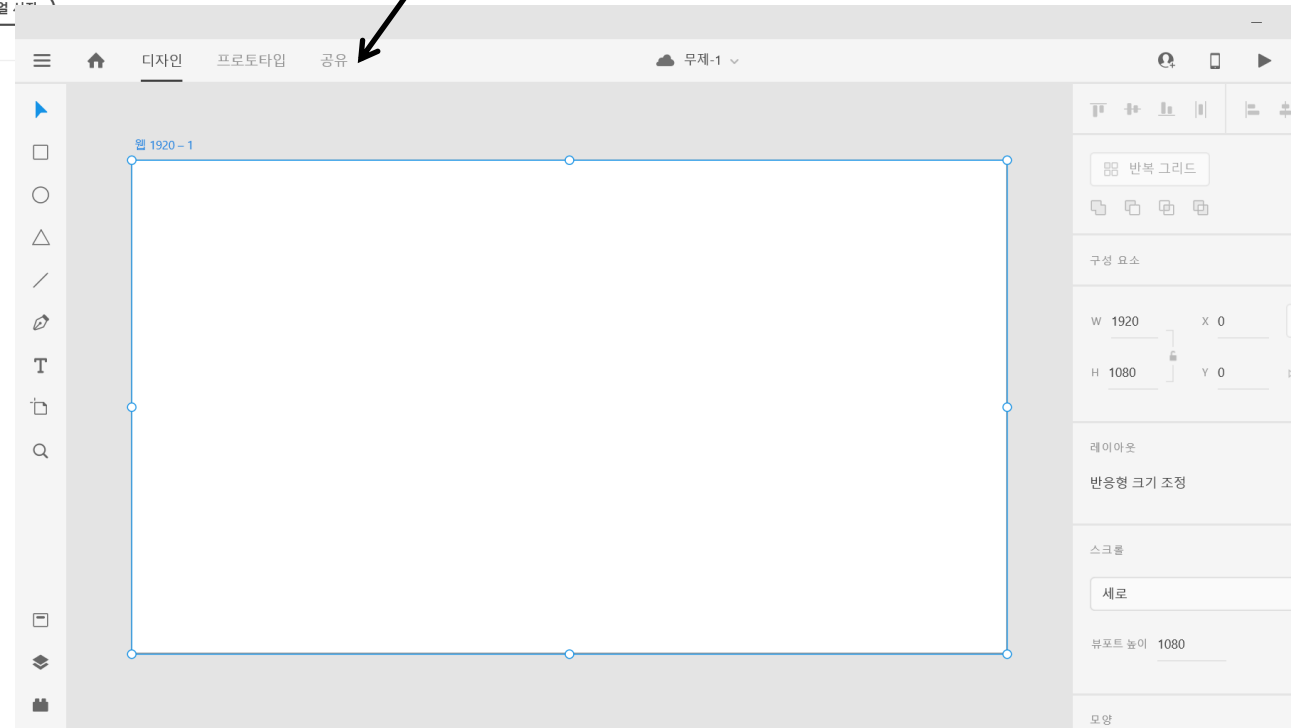 디자인 프로토타입 공유 무제-1
웹 1920 – 1
반복 그리드
구성 요소
W 1920 X 0
H 1080 Y 0
레이아웃
반응형 크기 조정
스크롤
세로
뷰포트 높이 1080
모양